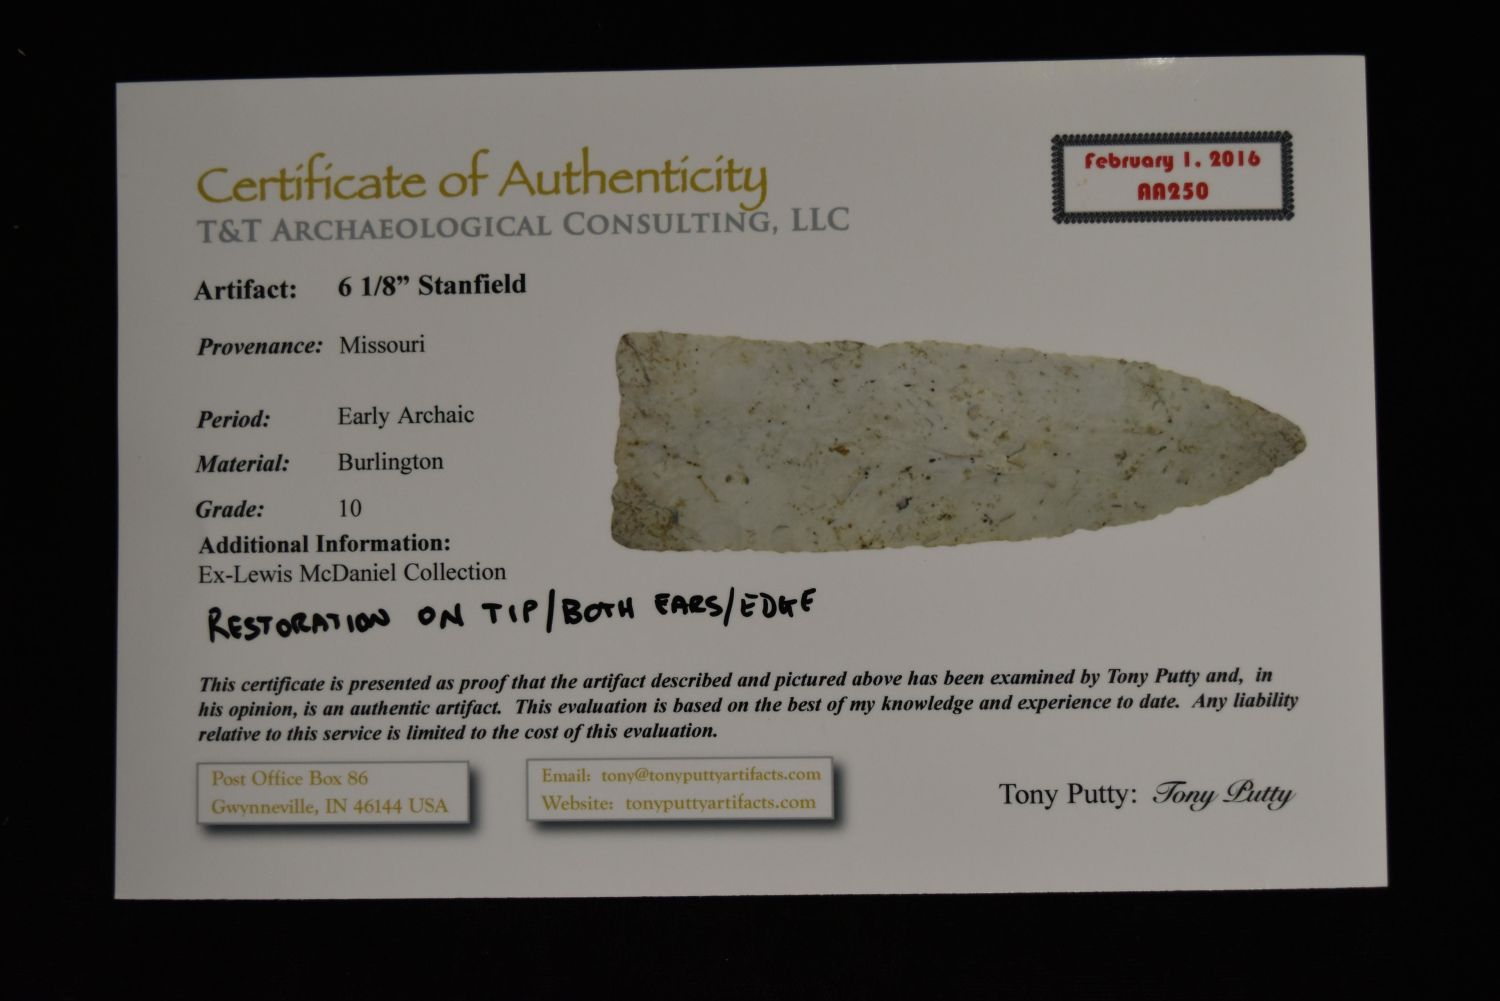 Certificate of Authenticity
T&T ARCHAEOLOGICAL CONSULTING, LLC
February 1, 2016
AA250
Artifact: 6 1/8” Stanfield
Provenance: Missouri
Period: Early Archaic
Material: Burlington
Grade: 10
Additional Information:
Ex-Lewis McDaniel Collection
RESTORATION ON TIP/BOTH EARS/EDGE
This certificate is presented as proof that the artifact described and pictured above has been examined by Tony Putty and, in
his opinion, is an authentic artifact. This evaluation is based on the best of my knowledge and experience to date. Any liability
relative to this service is limited to the cost of this evaluation.
Post Office Box 86
Gwynneville, IN 46144 USA
Email: tony@tonyputtyartifacts.com
Website: tonyputtyartifacts.com
Tony Putty: Tony Putty